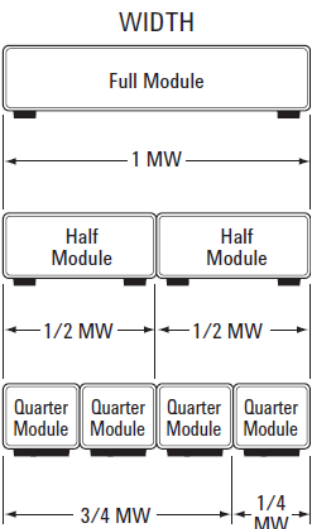 WIDTH
Full Module
1 MW
Half Half
Module Module
1/2 MW 1/2 MW
Quarter Quarter Quarter Quarter
Module Module Module Module
3/4 MW 1/4
MW